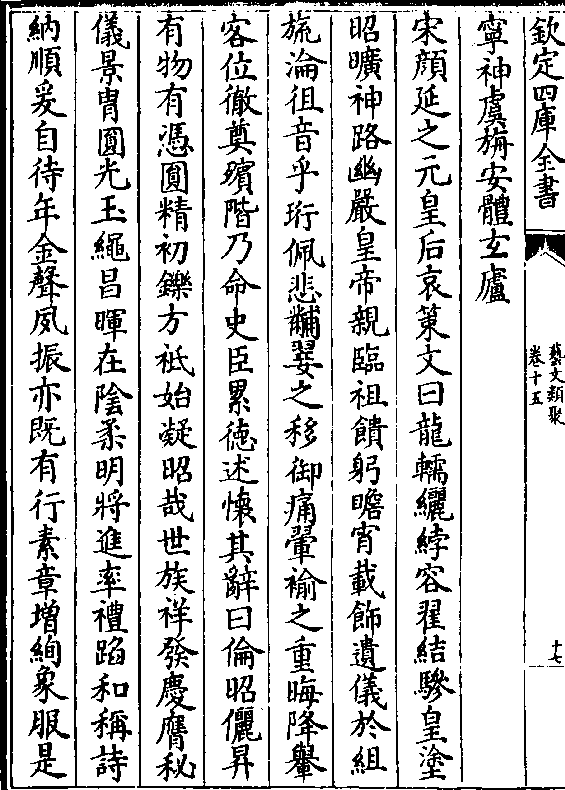 欽定四庫全書
藝文類聚
卷十五
十七
寧神虞旃安體玄廬
宋顔延之元皇后哀策文曰龍轜纚綍容翟結驂皇塗
昭曠神路幽嚴皇帝親臨祖饋躬瞻宵載飾遺儀於組
旒淪徂音乎珩佩悲黼翣之移御痛翬褕之重晦降轝
客位徹奠殯階乃命史臣累德述懷其辭曰倫昭儷昇
有物有憑圓精初鑠方祇始凝昭哉世族祥發慶膺秘
儀景胄圓光玉繩昌暉在陰柔明將進率禮蹈和稱詩
納順爰自待年金聲夙振亦既有行素章增絢象服是